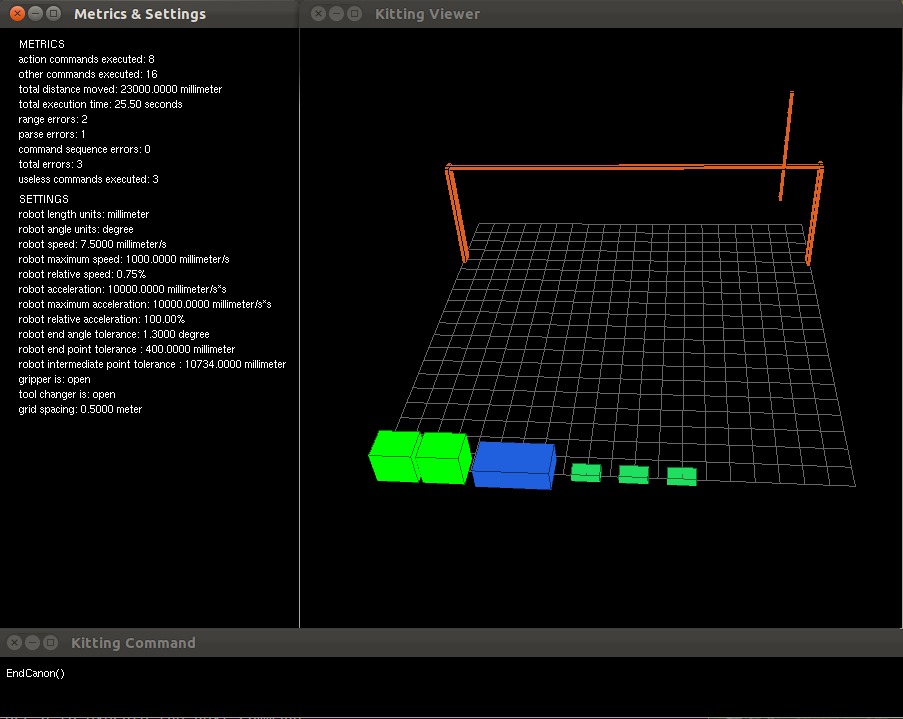 Metrics & Settings
Kitting Viewer
METRICS
action commands executed: 8
other commands executed: 16
total distance moved: 23000.0000 millimeter
total execution time: 25.50 seconds
range errors: 2
parse errors: 1
command sequence errors: 0
total errors: 3
useless commands executed: 3
SETTINGS
robot length units: millimeter
robot angle units: degree
robot speed: 7.5000 millimeter/s
robot maximum speed: 1000.0000 millimeter/s
robot relative speed: 0.75%
robot acceleration: 10000.0000 millimeter/s*s
robot maximum acceleration: 10000.0000 millimeter/s*s
robot relative acceleration: 100.00%
robot end angle tolerance: 1.3000 degree
robot end point tolerance : 400.0000 millimeter
robot intermediate point tolerance : 10734.0000 millimeter
gripper is: open
tool changer is: open
grid spacing: 0.5000 meter
Kitting Command
EndCanon()